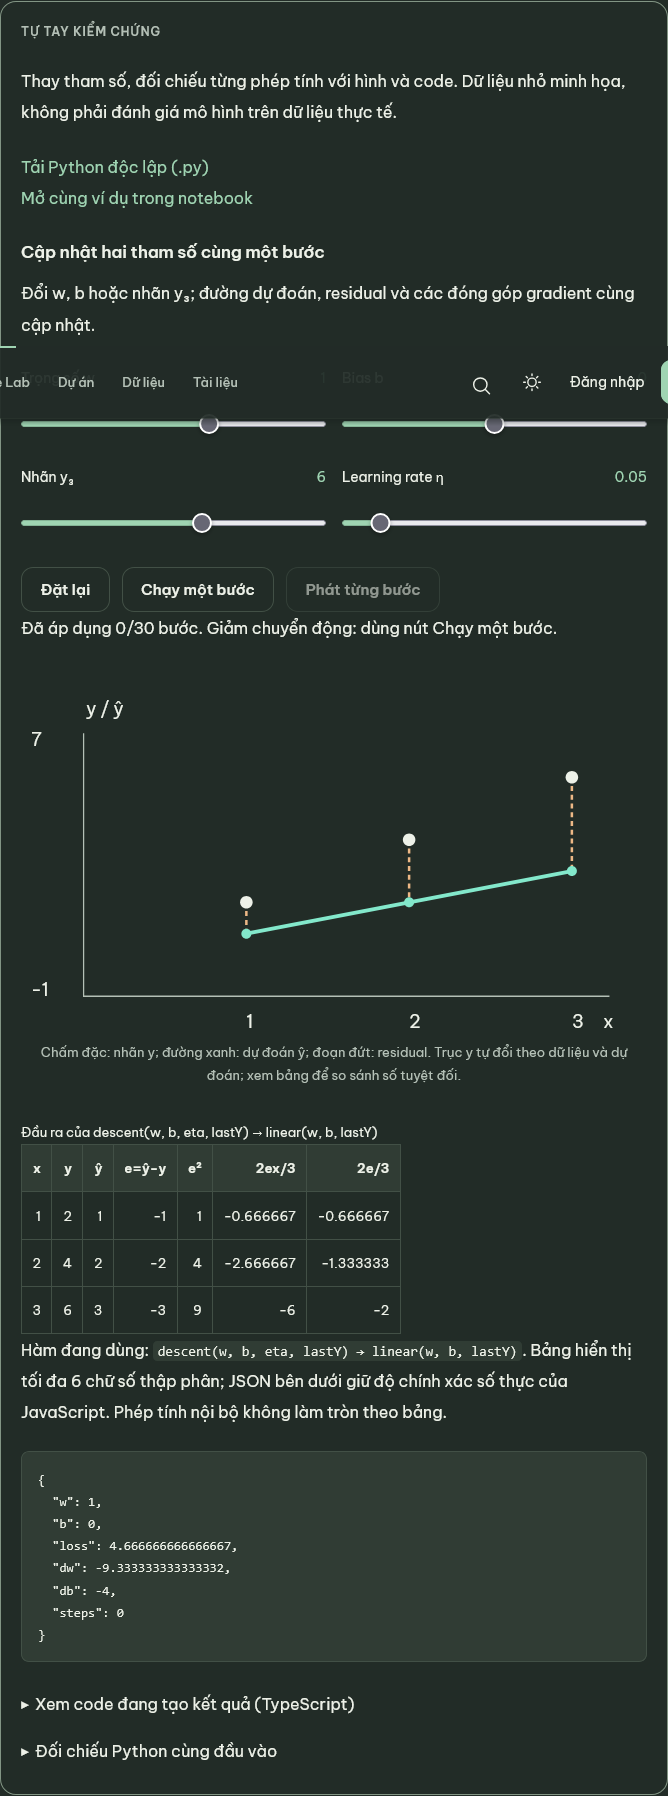 TỰ TAY KIỂM CHỨNG
Thay tham số, đối chiếu từng phép tính với hình và code. Dữ liệu nhỏ minh họa,
không phải đánh giá mô hình trên dữ liệu thực tế.
Tải Python độc lập (.py)
Mở cùng ví dụ trong notebook
Cập nhật hai tham số cùng một bước
Đổi w, b hoặc nhãn y₃; đường dự đoán, residual và các đóng góp gradient cùng
cập nhật.
Lab Dự án Dữ liệu Tài liệu Đăng nhập
1 Bias b
Nhãn y₃ 6 Learning rate η 0.05
Đặt lại Chạy một bước Phát từng bước
Đã áp dụng 0/30 bước. Giảm chuyển động: dùng nút Chạy một bước.
y / ŷ
7
-1
1 2 3 x
Chấm đặc: nhãn y; đường xanh: dự đoán ŷ; đoạn đứt: residual. Trục y tự đổi theo dữ liệu và dự
đoán; xem bảng để so sánh số tuyệt đối.
Đầu ra của descent(w, b, eta, lastY) → linear(w, b, lastY)
x y ŷ e=ŷ−y e² 2ex/3 2e/3
1 2 1 -1 1 -0.666667 -0.666667
2 4 2 -2 4 -2.666667 -1.333333
3 6 3 -3 9 -6 -2
Hàm đang dùng: descent(w, b, eta, lastY) → linear(w, b, lastY). Bảng hiển thị
tối đa 6 chữ số thập phân; JSON bên dưới giữ độ chính xác số thực của
JavaScript. Phép tính nội bộ không làm tròn theo bảng.
{
"w": 1,
"b": 0,
"loss": 4.666666666666667,
"dw": -9.333333333333332,
"db": -4,
"steps": 0
}
▸ Xem code đang tạo kết quả (TypeScript)
▸ Đối chiếu Python cùng đầu vào